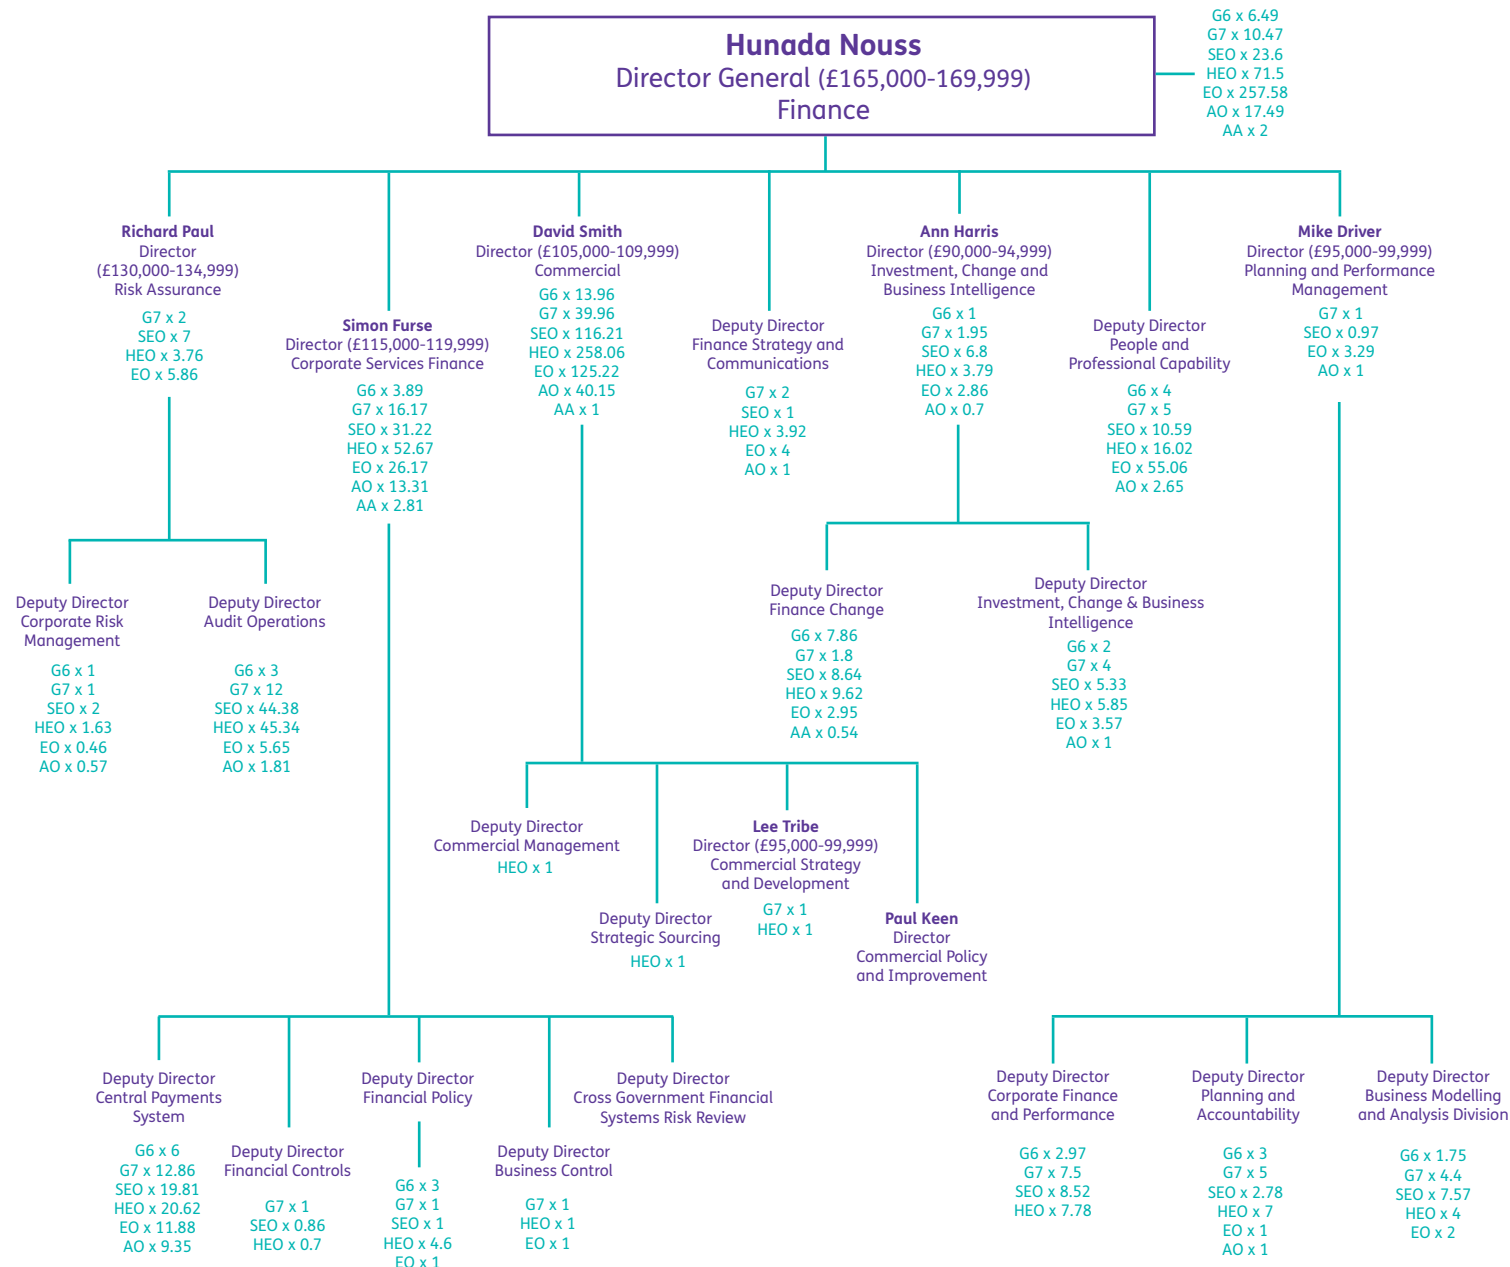 Hunada Nouss
Director General (£165,000-169,999)
Finance
G6 x 6.49
G7 x 10.47
SEO x 23.6
HEO x 71.5
EO x 257.58
AO x 17.49
AA x 2
Richard Paul
Director
(£130,000-134,999)
Risk Assurance
G7 x 2
SEO x 7
HEO x 3.76
EO x 5.86
Simon Furse
Director (£115,000-119,999)
Corporate Services Finance
G6 x 3.89
G7 x 16.17
SEO x 31.22
HEO x 52.67
EO x 26.17
AO x 13.31
AA x 2.81
David Smith
Director (£105,000-109,999)
Commercial
G6 x 13.96
G7 x 39.96
SEO x 116.21
HEO x 258.06
EO x 125.22
AO x 40.15
AA x 1
Deputy Director
Finance Strategy and
Communications
G7 x 2
SEO x 1
HEO x 3.92
EO x 4
AO x 1
Ann Harris
Director (£90,000-94,999)
Investment, Change and
Business Intelligence
G6 x 1
G7 x 1.95
SEO x 6.8
HEO x 3.79
EO x 2.86
AO x 0.7
Deputy Director
People and
Professional Capability
G6 x 4
G7 x 5
SEO x 10.59
HEO x 16.02
EO x 55.06
AO x 2.65
Mike Driver
Director (£95,000-99,999)
Planning and Performance
Management
G7 x 1
SEO x 0.97
EO x 3.29
AO x 1
Deputy Director
Corporate Risk
Management
G6 x 1
G7 x 1
SEO x 2
HEO x 1.63
EO x 0.46
AO x 0.57
Deputy Director
Audit Operations
G6 x 3
G7 x 12
SEO x 44.38
HEO x 45.34
EO x 5.65
AO x 1.81
Deputy Director
Finance Change
G6 x 7.86
G7 x 1.8
SEO x 8.64
HEO x 9.62
EO x 2.95
AA x 0.54
Deputy Director
Investment, Change & Business
Intelligence
G6 x 2
G7 x 4
SEO x 5.33
HEO x 5.85
EO x 3.57
AO x 1
Deputy Director
Commercial Management
HEO x 1
Deputy Director
Strategic Sourcing
HEO x 1
Lee Tribe
Director (£95,000-99,999)
Commercial Strategy
and Development
G7 x 1
HEO x 1
Paul Keen
Director
Commercial Policy
and Improvement
Deputy Director
Central Payments
System
G6 x 6
G7 x 12.86
SEO x 19.81
HEO x 20.62
EO x 11.88
AO x 9.35
Deputy Director
Financial Controls
G7 x 1
SEO x 0.86
HEO x 0.7
Deputy Director
Financial Policy
G6 x 3
G7 x 1
SEO x 1
HEO x 4.6
EO x 1
Deputy Director
Business Control
G7 x 1
HEO x 1
EO x 1
Deputy Director
Cross Government Financial
Systems Risk Review
Deputy Director
Corporate Finance
and Performance
G6 x 2.97
G7 x 7.5
SEO x 8.52
HEO x 7.78
Deputy Director
Planning and
Accountability
G6 x 3
G7 x 5
SEO x 2.78
HEO x 7
EO x 1
AO x 1
Deputy Director
Business Modelling
and Analysis Division
G6 x 1.75
G7 x 4.4
SEO x 7.57
HEO x 4
EO x 2